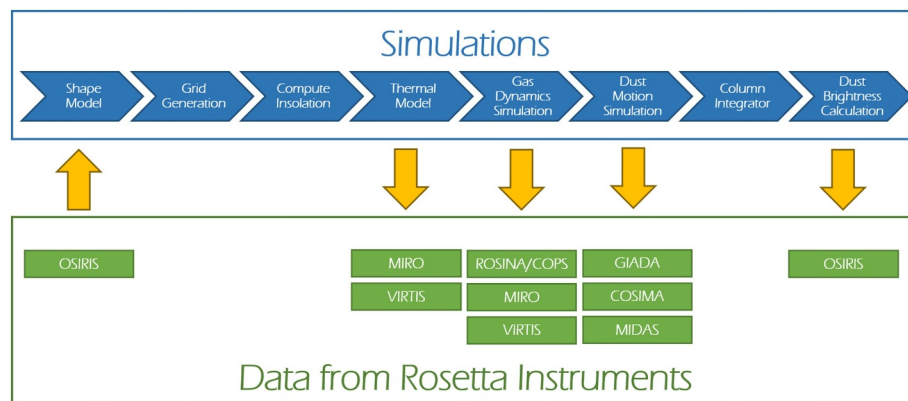 Simulations
Shape
Model
Grid
Generation
Compute
Insolation
Thermal
Model
Gas
Dynamics
Simulation
Dust
Motion
Simulation
Column
Integrator
Dust
Brightness
Calculation
OSIRIS
MIRO
ROSINA/COPS
GIADA
OSIRIS
VIRTIS
MIRO
COSIMA
VIRTIS
MIDAS
Data from Rosetta Instruments